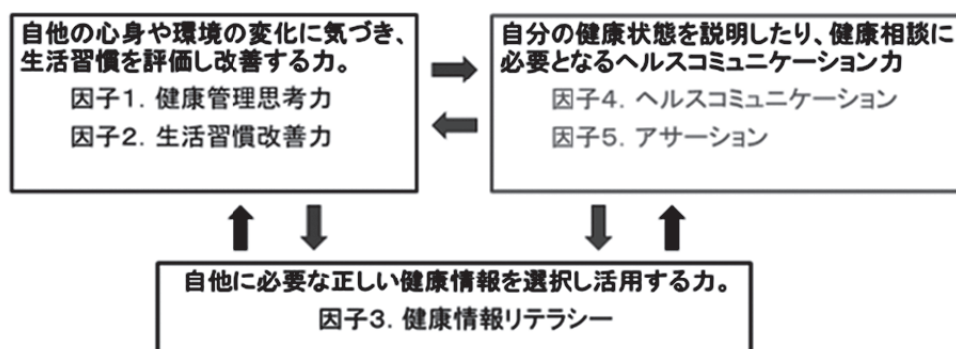 自他の心身や環境の変化に気づき、
生活習慣を評価し改善する力。
因子1. 健康管理思考力
因子2. 生活習慣改善力
自分の健康状態を説明したり、健康相談に
必要となるヘルスコミュニケーション力
因子4. ヘルスコミュニケーション
因子5. アサーション
自他に必要な正しい健康情報を選択し活用する力。
因子3. 健康情報リテラシー